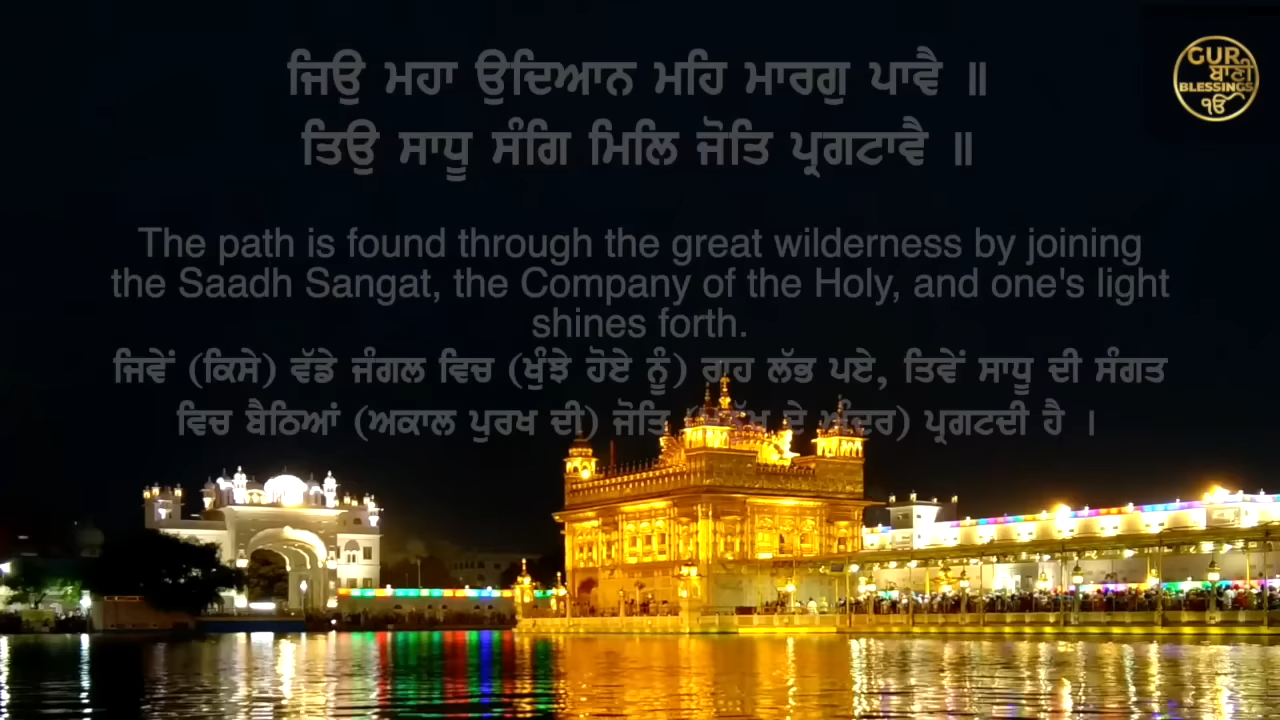 ਜਿਉ ਮਹਾ ਉਦਿਆਨ ਮਹਿ ਮਾਰਗੁ ਪਾਵੈ ॥
ਤਿਉ ਸਾਧੂ ਸੰਗਿ ਮਿਲਿ ਜੋਤਿ ਪ੍ਰਗਟਾਵੈ ॥
The path is found through the great wilderness by joining
the Saadh Sangat, the Company of the Holy, and one's light
shines forth.
ਜਿਵੇਂ (ਕਿਸੇ) ਵੱਡੇ ਜੰਗਲ ਵਿਚ (ਖੁੰਝੇ ਹੋਏ ਨੂੰ) ਰਾਹ ਲੱਭ ਪਏ, ਤਿਵੇਂ ਸਾਧੂ ਦੀ ਸੰਗਤ
ਵਿਚ ਬੈਠਿਆਂ (ਅਕਾਲ ਪੁਰਖ ਦੀ) ਜੋਤਿ ਦੇ ਪ੍ਰਗਟਦੀ ਹੈ ।
GUR
ਬਾਣੀ
BLESSINGS
ੴ